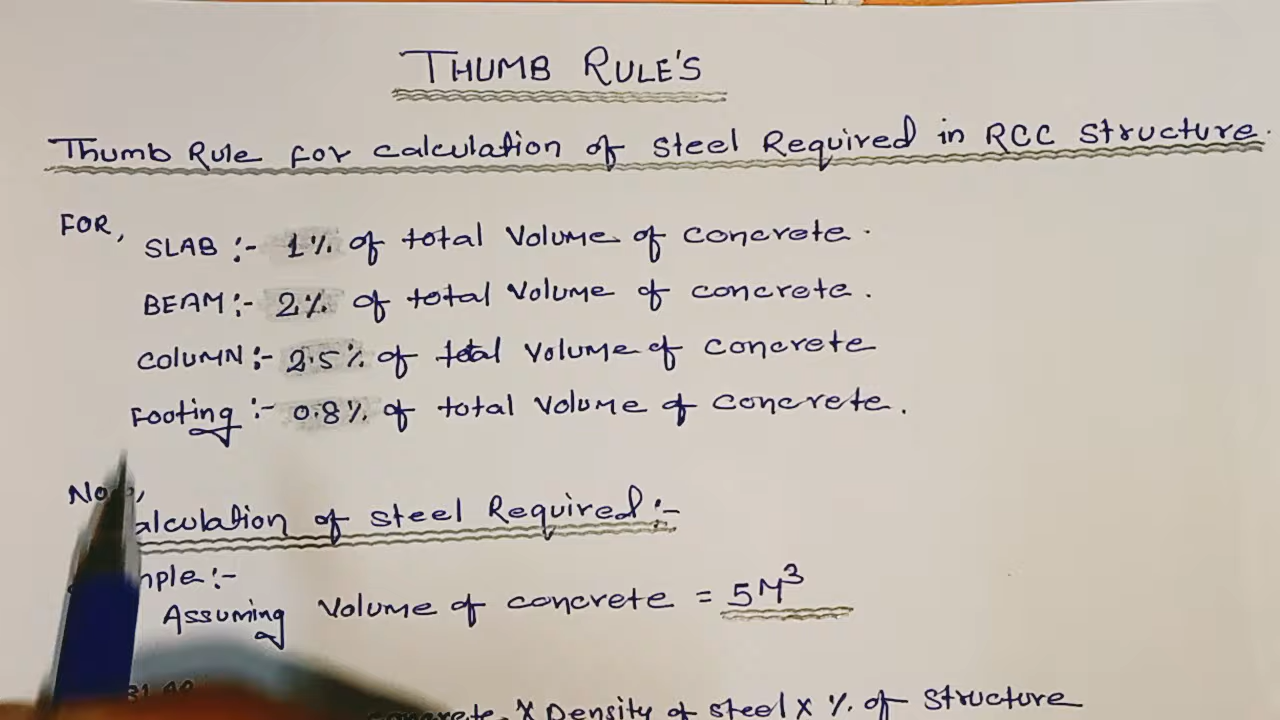 THUMB RULE'S
Thumb Rule for calculation of steel Required in RCC structure.
FOR,
SLAB :- 1% of total Volume of concrete.
BEAM :- 2% of total Volume of concrete.
COLUMN :- 2.5% of total Volume of concrete
Footing :- 0.8% of total Volume of concrete.
alculation of steel Required :-
mple :-
Assuming Volume of concrete = 5M³
X Density of steel X % of structure